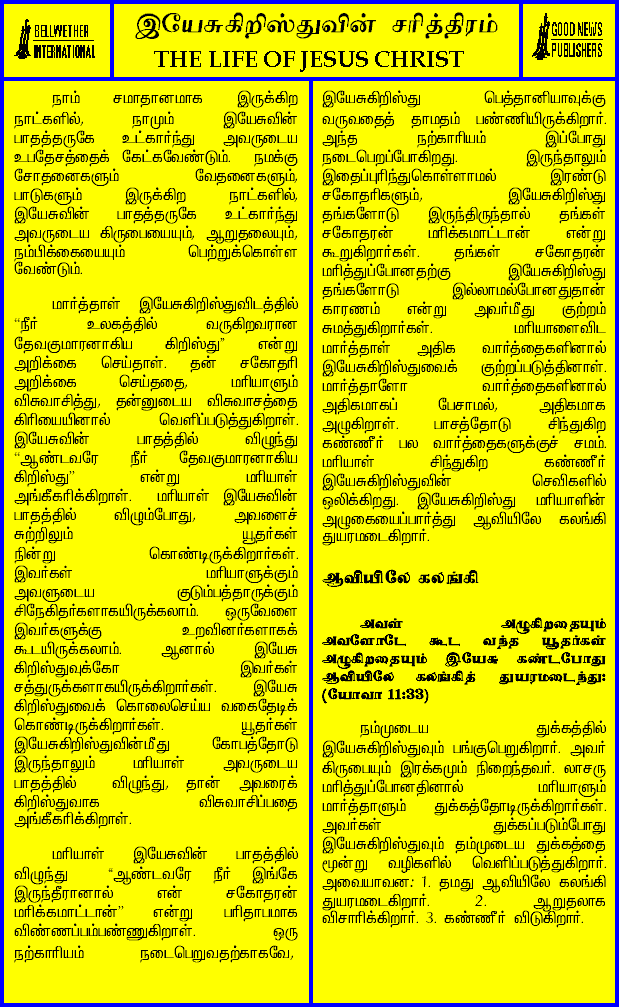 BELLWETHER
INTERNATIONAL
இயேசுகிறிஸ்துவின் சரித்திரம்
THE LIFE OF JESUS CHRIST
GOOD NEWS
PUBLISHERS
நாம் சமாதானமாக இருக்கிற
நாட்களில், நாமும் இயேசுவின்
பாதத்தருகே உட்கார்ந்து அவருடைய
உபதேசத்தைக் கேட்கவேண்டும். நமக்கு
சோதனைகளும் வேதனைகளும்,
பாடுகளும் இருக்கிற நாட்களில்,
இயேசுவின் பாதத்தருகே உட்கார்ந்து
அவருடைய கிருபையையும், ஆறுதலையும்,
நம்பிக்கையையும் பெற்றுக்கொள்ள
வேண்டும்.
மார்த்தாள் இயேசுகிறிஸ்துவிடத்தில்
“நீர் உலகத்தில் வருகிறவரான
தேவகுமாரனாகிய கிறிஸ்து” என்று
அறிக்கை செய்தாள். தன் சகோதரி
அறிக்கை செய்ததை, மரியாளும்
விசுவாசித்து, தன்னுடைய விசுவாசத்தை
கிரியையினால் வெளிப்படுத்துகிறாள்.
இயேசுவின் பாதத்தில் விழுந்து
“ஆண்டவரே நீர் தேவகுமாரனாகிய
கிறிஸ்து” என்று மரியாள்
அங்கீகரிக்கிறாள். மரியாள் இயேசுவின்
பாதத்தில் விழும்போது, அவளைச்
சுற்றிலும் யூதர்கள்
நின்று கொண்டிருக்கிறார்கள்.
இவர்கள் மரியாளுக்கும்
அவளுடைய குடும்பத்தாருக்கும்
சிநேகிதர்களாகயிருக்கலாம். ஒருவேளை
இவர்களுக்கு உறவினர்களாகக்
கூடயிருக்கலாம். ஆனால் இயேசு
கிறிஸ்துவுக்கோ இவர்கள்
சத்துருக்களாகயிருக்கிறார்கள். இயேசு
கிறிஸ்துவைக் கொலைசெய்ய வகைதேடிக்
கொண்டிருக்கிறார்கள். யூதர்கள்
இயேசுகிறிஸ்துவின்மீது கோபத்தோடு
இருந்தாலும் மரியாள் அவருடைய
பாதத்தில் விழுந்து, தான் அவரைக்
கிறிஸ்துவாக விசுவாசிப்பதை
அங்கீகரிக்கிறாள்.
மரியாள் இயேசுவின் பாதத்தில்
விழுந்து “ஆண்டவரே நீர் இங்கே
இருந்தீரானால் என் சகோதரன்
மரிக்கமாட்டான்” என்று பரிதாபமாக
விண்ணப்பம்பண்ணுகிறாள். ஒரு
நற்காரியம் நடைபெறுவதற்காகவே,
இயேசுகிறிஸ்து பெத்தானியாவுக்கு
வருவதைத் தாமதம் பண்ணியிருக்கிறார்.
அந்த நற்காரியம் இப்போது
நடைபெறப்போகிறது. இருந்தாலும்
இதைப்புரிந்துகொள்ளாமல் இரண்டு
சகோதரிகளும், இயேசுகிறிஸ்து
தங்களோடு இருந்திருந்தால் தங்கள்
சகோதரன் மரிக்கமாட்டான் என்று
கூறுகிறார்கள். தங்கள் சகோதரன்
மரித்துப்போனதற்கு இயேசுகிறிஸ்து
தங்களோடு இல்லாமல்போனதுதான்
காரணம் என்று அவர்மீது குற்றம்
சுமத்துகிறார்கள். மரியாளைவிட
மார்த்தாள் அதிக வார்த்தைகளினால்
இயேசுகிறிஸ்துவைக் குற்றப்படுத்தினாள்.
மார்த்தாளோ வார்த்தைகளினால்
அதிகமாகப் பேசாமல், அதிகமாக
அழுகிறாள். பாசத்தோடு சிந்துகிற
கண்ணீர் பல வார்த்தைகளுக்குச் சமம்.
மரியாள் சிந்துகிற கண்ணீர்
இயேசுகிறிஸ்துவின் செவிகளில்
ஒலிக்கிறது. இயேசுகிறிஸ்து மரியாளின்
அழுகையைப்பார்த்து ஆவியிலே கலங்கி
துயரமடைகிறார்.
ஆவியிலே கலங்கி
அவள் அழுகிறதையும்
அவளோடே கூட வந்த யூதர்கள்
அழுகிறதையும் இயேசு கண்டபோது
ஆவியிலே கலங்கித் துயரமடைந்து:
(யோவா 11:33)
நம்முடைய துக்கத்தில்
இயேசுகிறிஸ்துவும் பங்குபெறுகிறார். அவர்
கிருபையும் இரக்கமும் நிறைந்தவர். லாசரு
மரித்துப்போனதினால் மரியாளும்
மார்த்தாளும் துக்கத்தோடிருக்கிறார்கள்.
அவர்கள் துக்கப்படும்போது
இயேசுகிறிஸ்துவும் தம்முடைய துக்கத்தை
மூன்று வழிகளில் வெளிப்படுத்துகிறார்.
அவையாவன: 1. தமது ஆவியிலே கலங்கி
துயரமடைகிறார். 2. ஆறுதலாக
விசாரிக்கிறார். 3. கண்ணீர் விடுகிறார்.